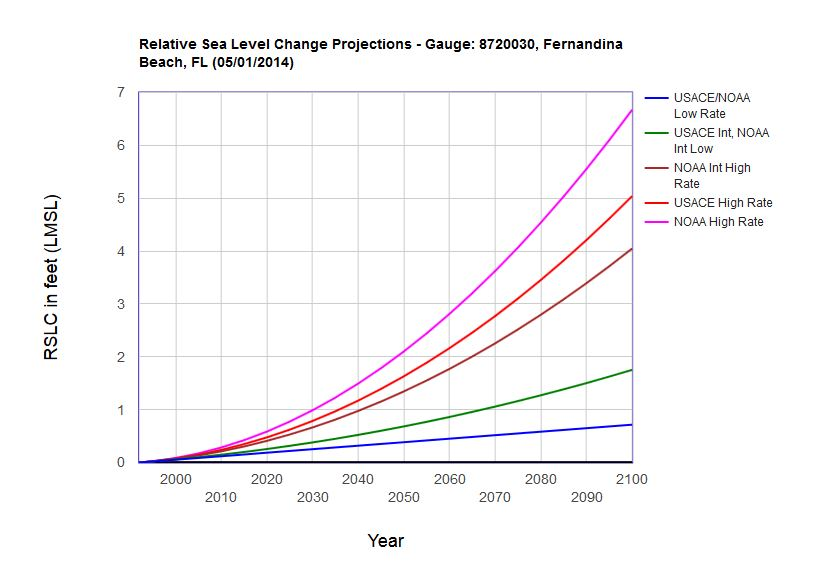 Relative Sea Level Change Projections - Gauge: 8720030, Fernandina
Beach, FL (05/01/2014)
7
6
5
4
3
2
1
0
RSLC in feet (LMSL)
2000
2020
2040
2060
2080
2100
2010
2030
2050
2070
2090
Year
USACE/NOAA
Low Rate
USACE Int, NOAA
Int Low
NOAA Int High
Rate
USACE High Rate
NOAA High Rate